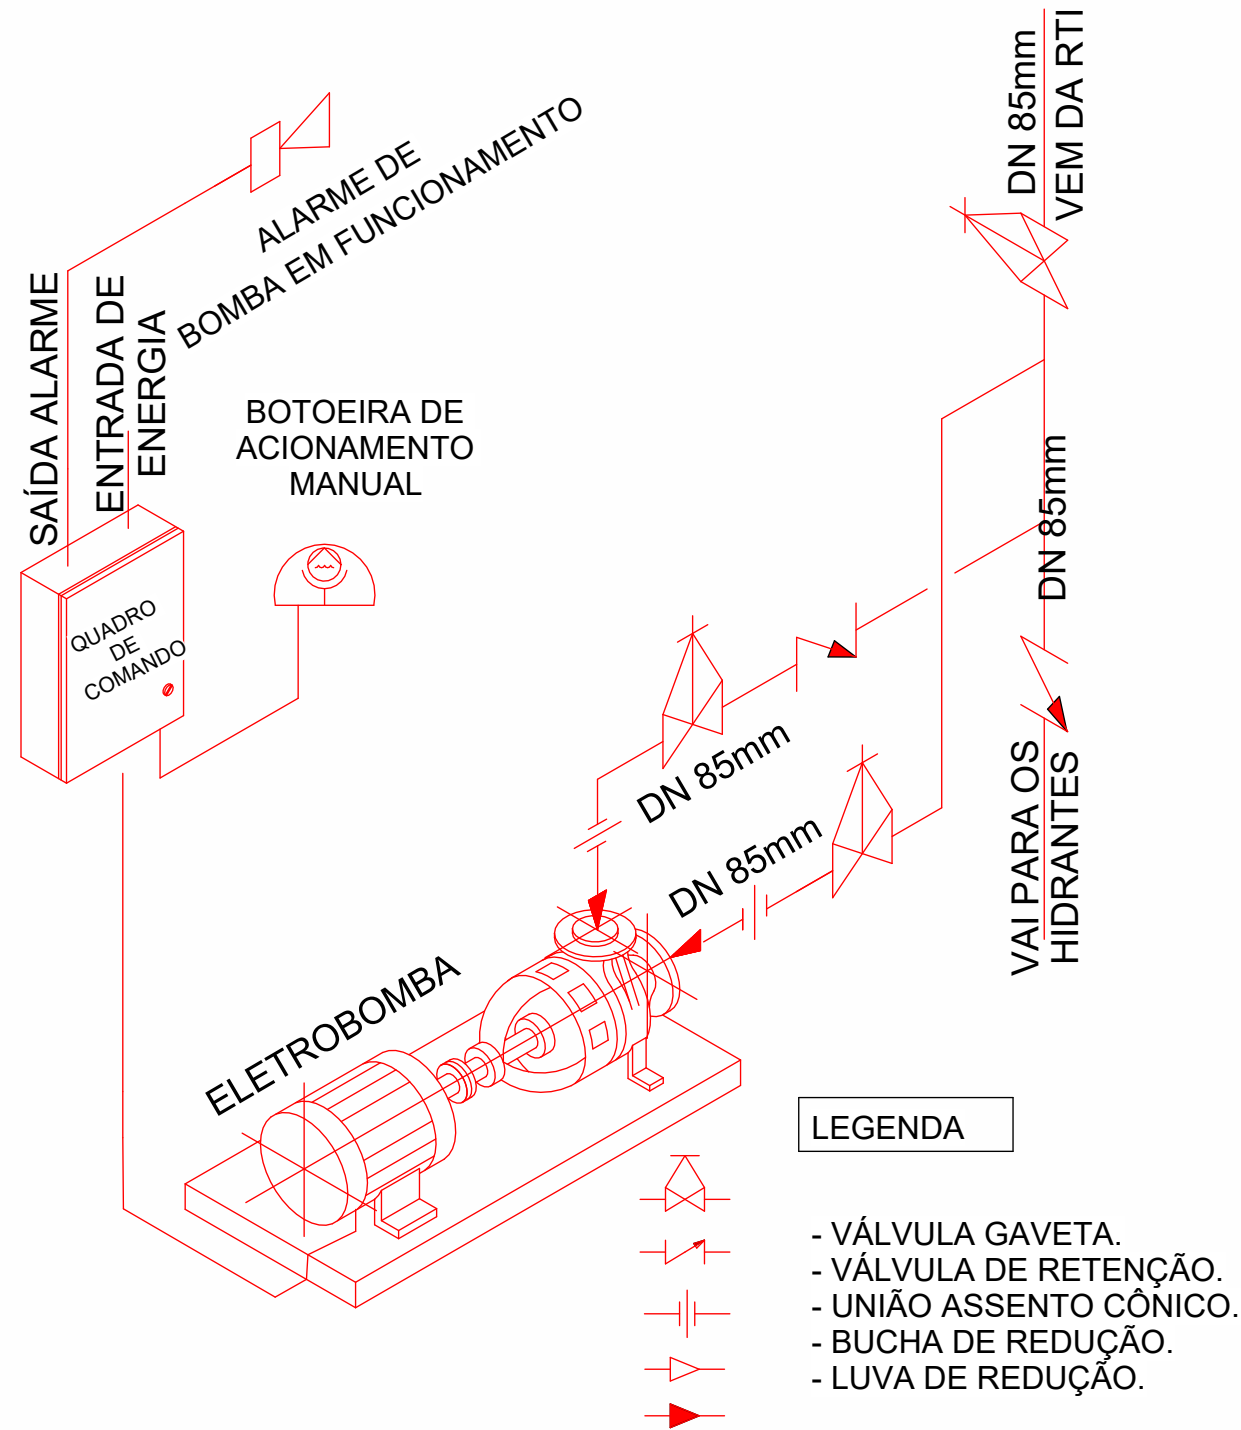 DN 85mm
VEM DA RTI
ALARME DE
BOMBA EM FUNCIONAMENTO
SAÍDA ALARME
ENTRADA DE
ENERGIA
BOTOEIRA DE
ACIONAMENTO
MANUAL
QUADRO
DE
COMANDO
DN 85mm
DN 85mm
DN 85mm
VAI PARA OS
HIDRANTES
ELETROBOMBA
LEGENDA
- VÁLVULA GAVETA.
- VÁLVULA DE RETENÇÃO.
- UNIÃO ASSENTO CÔNICO.
- BUCHA DE REDUÇÃO.
- LUVA DE REDUÇÃO.